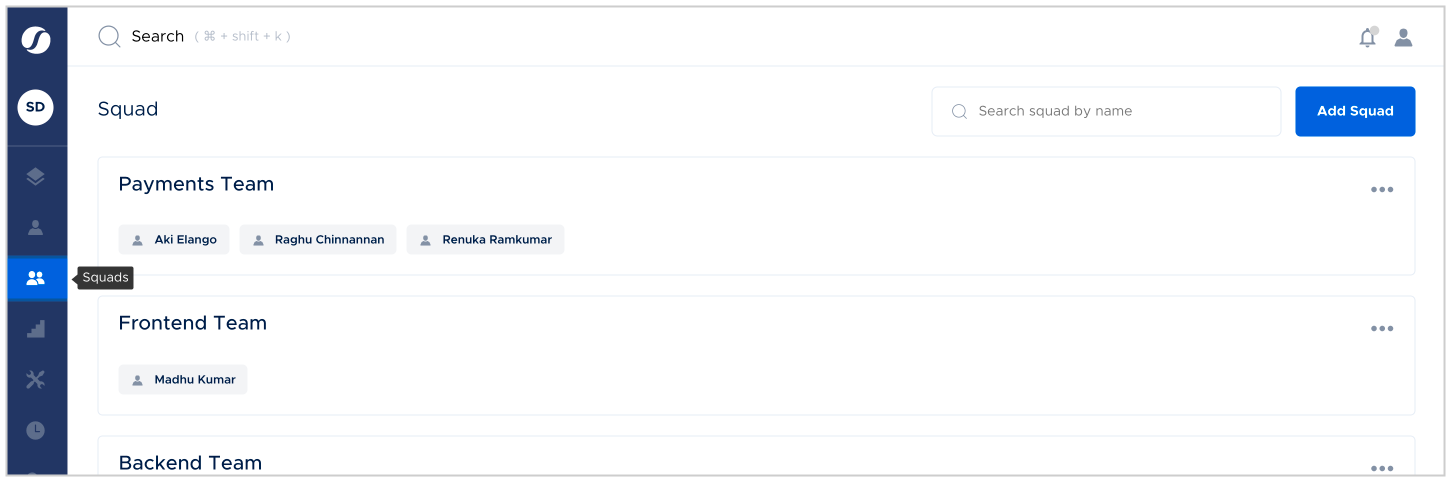 Search ( ⌘ + shift + k )
SD
Squad
Search squad by name
Add Squad
Payments Team
Aki Elango Raghu Chinnannan Renuka Ramkumar
Squads
Frontend Team
Madhu Kumar
Backend Team